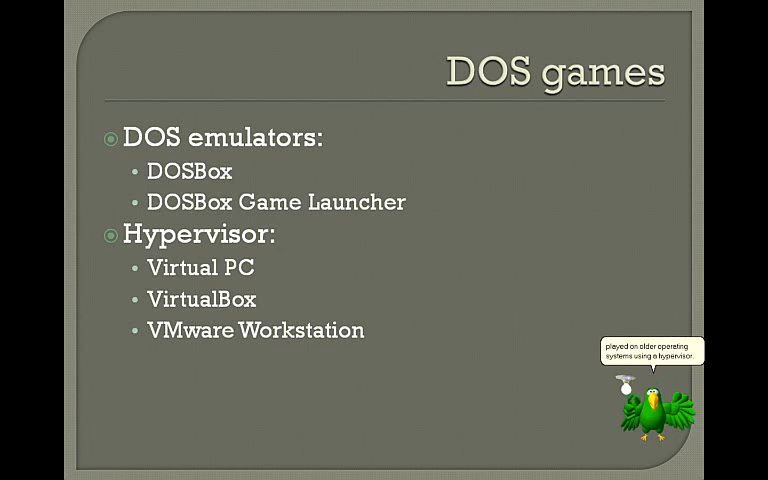 DOS games
DOS emulators:
DOSBox
DOSBox Game Launcher
Hypervisor:
Virtual PC
VirtualBox
VMware Workstation
played on older operating
systems using a hypervisor.